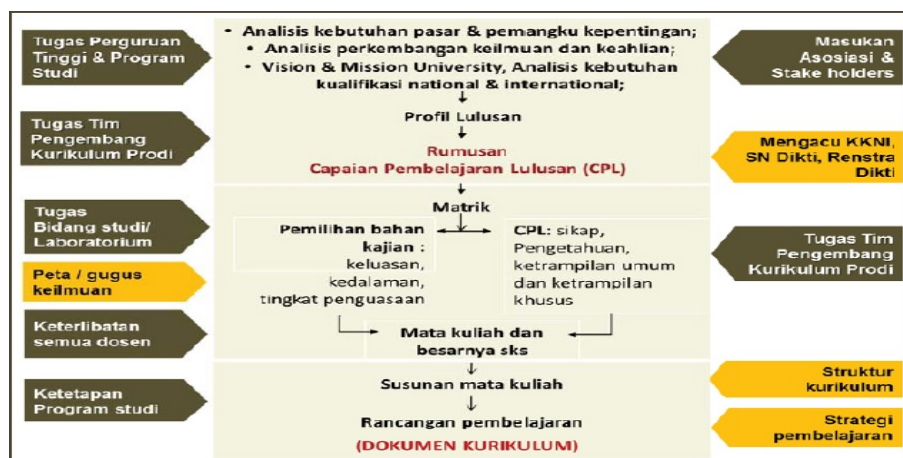 Tugas Perguruan
Tinggi & Program
Studi
• Analisis kebutuhan pasar & pemangku kepentingan;
• Analisis perkembangan keilmuan dan keahlian;
• Vision & Mission University, Analisis kebutuhan
kualifikasi national & international;
Masukan
Asosiasi &
Stake holders
Tugas Tim
Pengembang
Kurikulum Prodi
Profil Lulusan
Rumusan
Capaian Pembelajaran Lulusan (CPL)
Mengacu KKNI,
SN Dikti, Renstra
Dikti
Tugas
Bidang studi/
Laboratorium
Matrik
Pemilihan bahan
kajian :
keluasan,
kedalaman,
tingkat penguasaan
CPL: sikap,
Pengetahuan,
ketrampilan umum
dan ketrampilan
khusus
Tugas Tim
Pengembang
Kurikulum Prodi
Peta / gugus
keilmuan
Keterlibatan
semua dosen
Mata kuliah dan
besarnya sks
Ketetapan
Program studi
Susunan mata kuliah
Struktur
kurikulum
Rancangan pembelajaran
(DOKUMEN KURIKULUM)
Strategi
pembelajaran